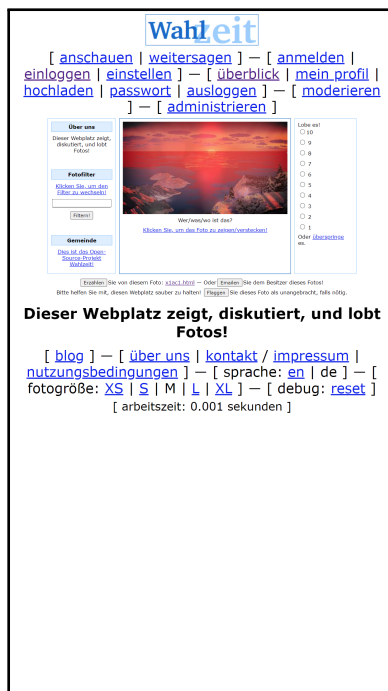 Wahlzeit
[ anschauen | weitersagen ] — [ anmelden |
einloggen | einstellen ] — [ überblick | mein profil |
hochladen | passwort | ausloggen ] — [ moderieren
] — [ administrieren ]
Über uns
Dieser Webplatz zeigt,
diskutiert, und lobt
Fotos!
Fotofilter
Klicken Sie, um den
Filter zu wechseln!
Filtern!
Gemeinde
Dies ist das Open-
Source-Projekt
Wahlzeit!
Wer/was/wo ist das?
Klicken Sie, um das Foto zu zeigen/verstecken!
Lobe es!
10
9
8
7
6
5
4
3
2
1
Oder überspringe
es.
Erzählen Sie von diesem Foto: x1act.html — Oder Emailen Sie dem Besitzer dieses Fotos!
Bitte helfen Sie mit, diesen Webplatz sauber zu halten! Flaggen Sie dieses Foto als unangebracht, falls nötig.
Dieser Webplatz zeigt, diskutiert, und lobt
Fotos!
[ blog ] — [ über uns | kontakt / impressum |
nutzungsbedingungen ] — [ sprache: en | de ] — [
fotogröße: XS | S | M | L | XL ] — [ debug: reset ]
[ arbeitszeit: 0.001 sekunden ]